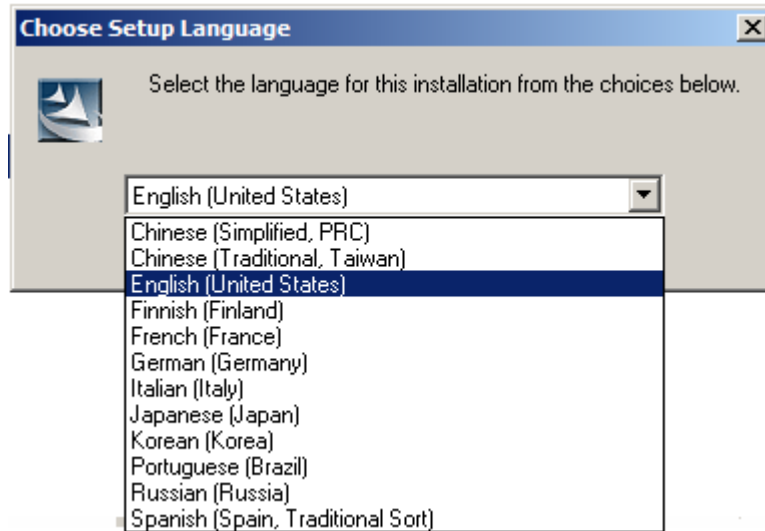 Choose Setup Language
Select the language for this installation from the choices below.
English (United States)
Chinese (Simplified, PRC)
Chinese (Traditional, Taiwan)
English (United States)
Finnish (Finland)
French (France)
German (Germany)
Italian (Italy)
Japanese (Japan)
Korean (Korea)
Portuguese (Brazil)
Russian (Russia)
Spanish (Spain, Traditional Sort)